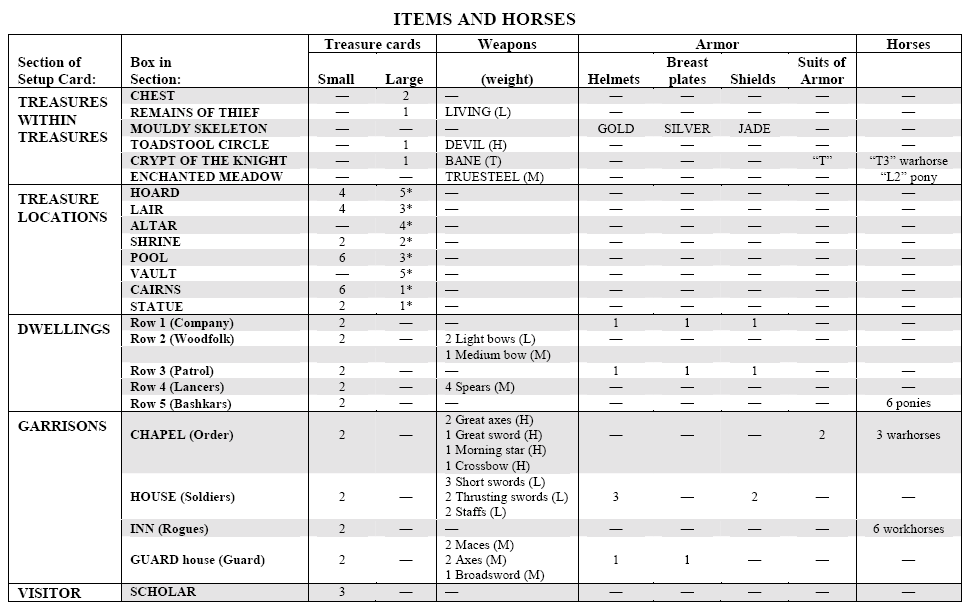 ITEMS AND HORSES
Treasure cards Weapons Armor Horses
Section of Box in Breast Suits of
Setup Card: Section: Small Large (weight) Helmets plates Shields Armor
TREASURES WITHIN TREASURES CHEST — 2 — — — — — —
REMAINS OF THIEF — 1 LIVING (L) — — — — —
MOULDY SKELETON — — — GOLD SILVER JADE — —
TOADSTOOL CIRCLE — 1 DEVIL (H) — — — — —
CRYPT OF THE KNIGHT — 1 BANE (T) — — — “T” “T3” warhorse
ENCHANTED MEADOW — — TRUESTEEL (M) — — — — “L2” pony
TREASURE LOCATIONS HOARD 4 5* — — — — — —
LAIR 4 3* — — — — — —
ALTAR — 4* — — — — — —
SHRINE 2 2* — — — — — —
POOL 6 3* — — — — — —
VAULT — 5* — — — — — —
CAIRNS 6 1* — — — — — —
STATUE 2 1* — — — — — —
DWELLINGS Row 1 (Company) 2 — — 1 1 1 — —
Row 2 (Woodfolk) 2 — 2 Light bows (L) — — — — —
1 Medium bow (M)
Row 3 (Patrol) 2 — — 1 1 1 — —
Row 4 (Lancers) 2 — 4 Spears (M) — — — — —
Row 5 (Bashkars) 2 — — — — — — 6 ponies
GARRISONS 2 Great axes (H)
CHAPEL (Order) 2 — 1 Great sword (H) — — — 2 3 warhorses
1 Morning star (H)
1 Crossbow (H)
3 Short swords (L)
HOUSE (Soldiers) 2 — 2 Thrusting swords (L) 3 — 2 — —
2 Staffs (L)
INN (Rogues) 2 — — — — — — 6 workhorses
2 Maces (M)
GUARD house (Guard) 2 — 2 Axes (M) 1 1 — — —
1 Broadsword (M)
VISITOR SCHOLAR 3 — — — — — — —